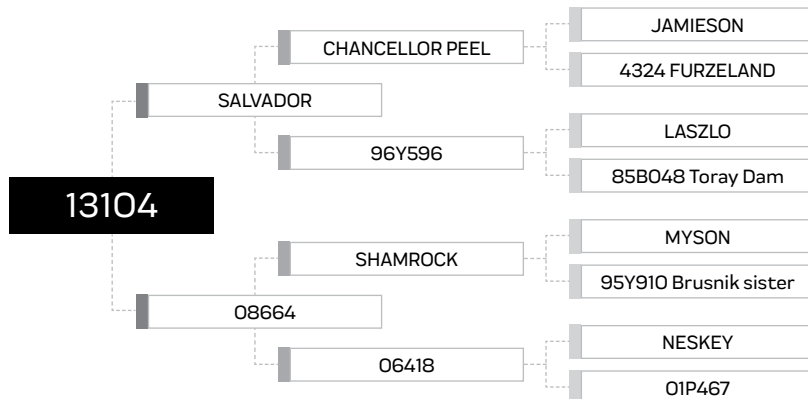 JAMIESON
CHANCELLOR PEEL
4324 FURZELAND
SALVADOR
LASZLO
96Y596
85B048 Toray Dam
13104
MYSON
SHAMROCK
95Y910 Brusnik sister
08664
NESKEY
06418
01P467